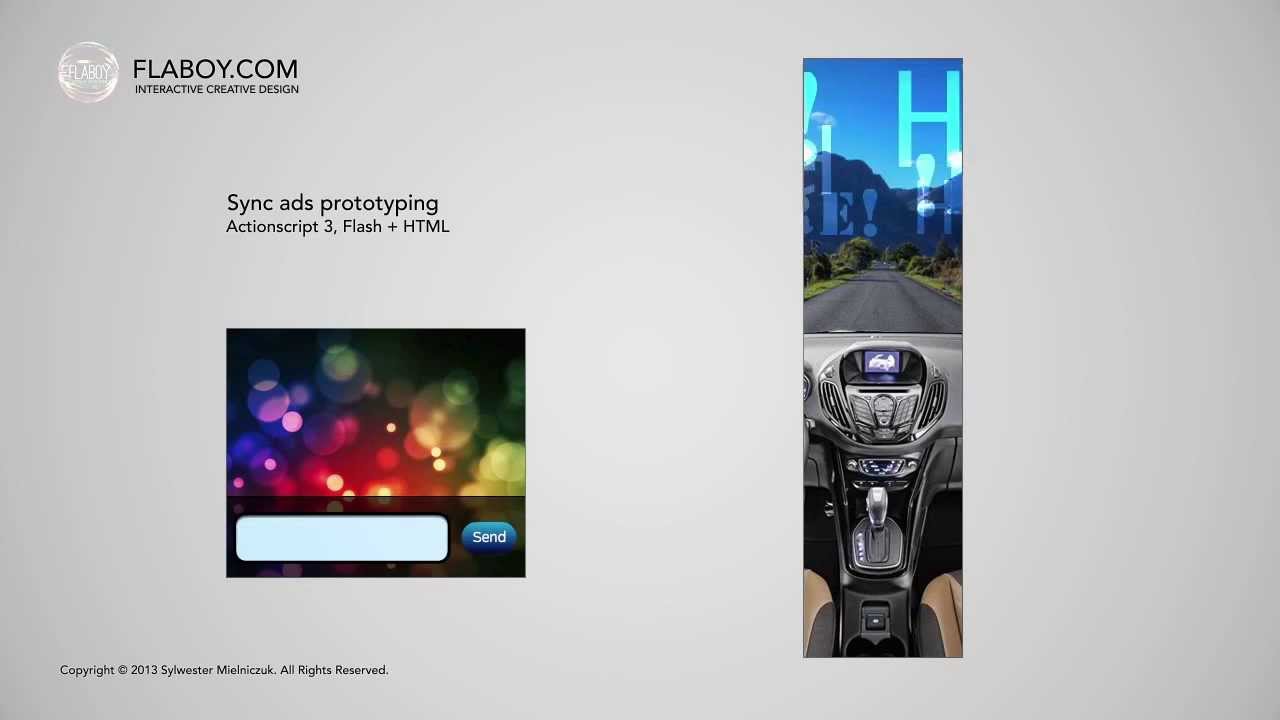 FLABOY
FLABOY.COM
INTERACTIVE CREATIVE DESIGN
Sync ads prototyping
Actionscript 3, Flash + HTML
! H
!
RE! H
Send
Copyright © 2013 Sylwester Mielniczuk. All Rights Reserved.